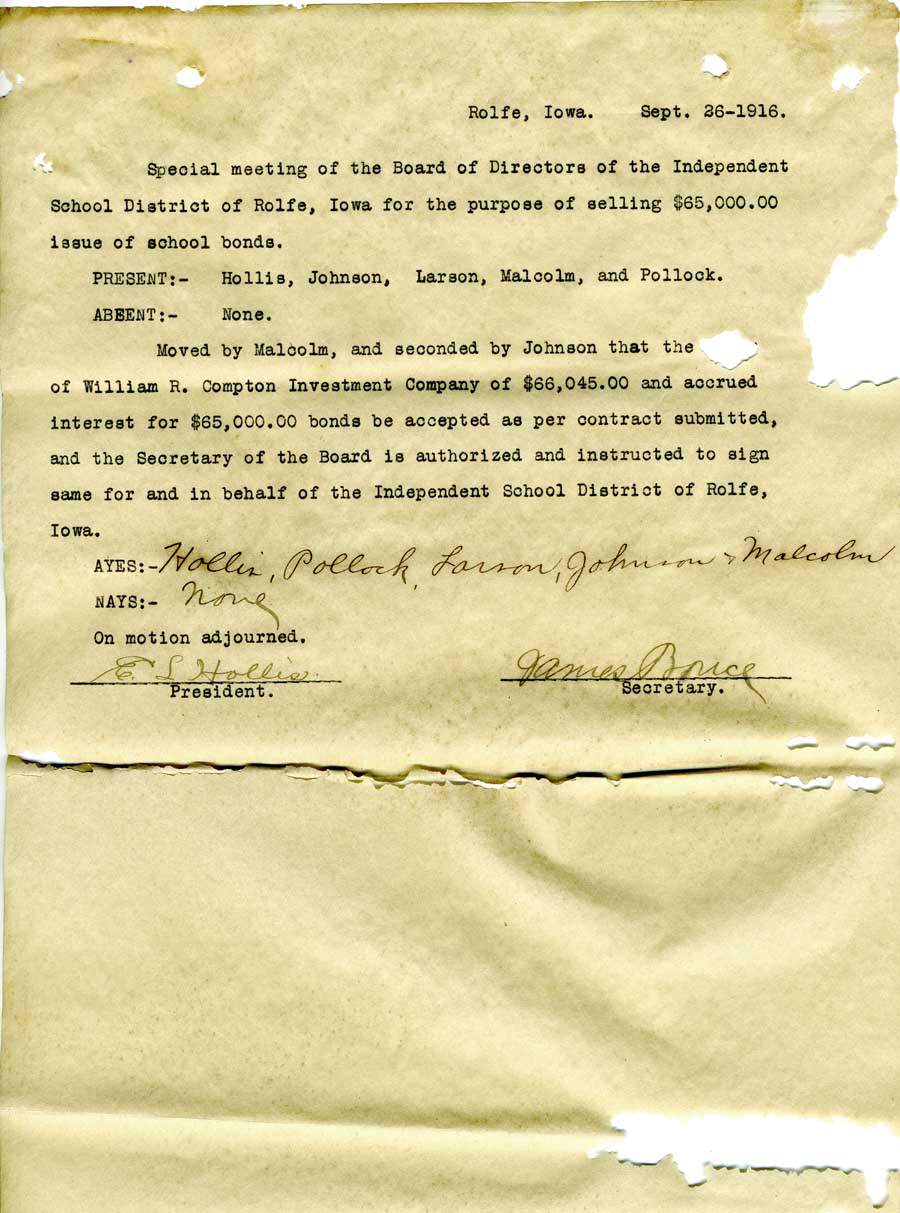 Rolfe, Iowa. Sept. 26-1916.
Special meeting of the Board of Directors of the Independent
School District of Rolfe, Iowa for the purpose of selling $65,000.00
issue of school bonds.
PRESENT:- Hollis, Johnson, Larson, Malcolm, and Pollock.
ABSENT:- None.
Moved by Malcolm, and seconded by Johnson that the
of William R. Compton Investment Company of $66,045.00 and accrued
interest for $65,000.00 bonds be accepted as per contract submitted,
and the Secretary of the Board is authorized and instructed to sign
same for and in behalf of the Independent School District of Rolfe,
Iowa.
AYES:- Hollis, Pollock, Larson, Johnson & Malcolm
NAYS:- None
On motion adjourned.
E. L. Hollis James Bruce
President. Secretary.